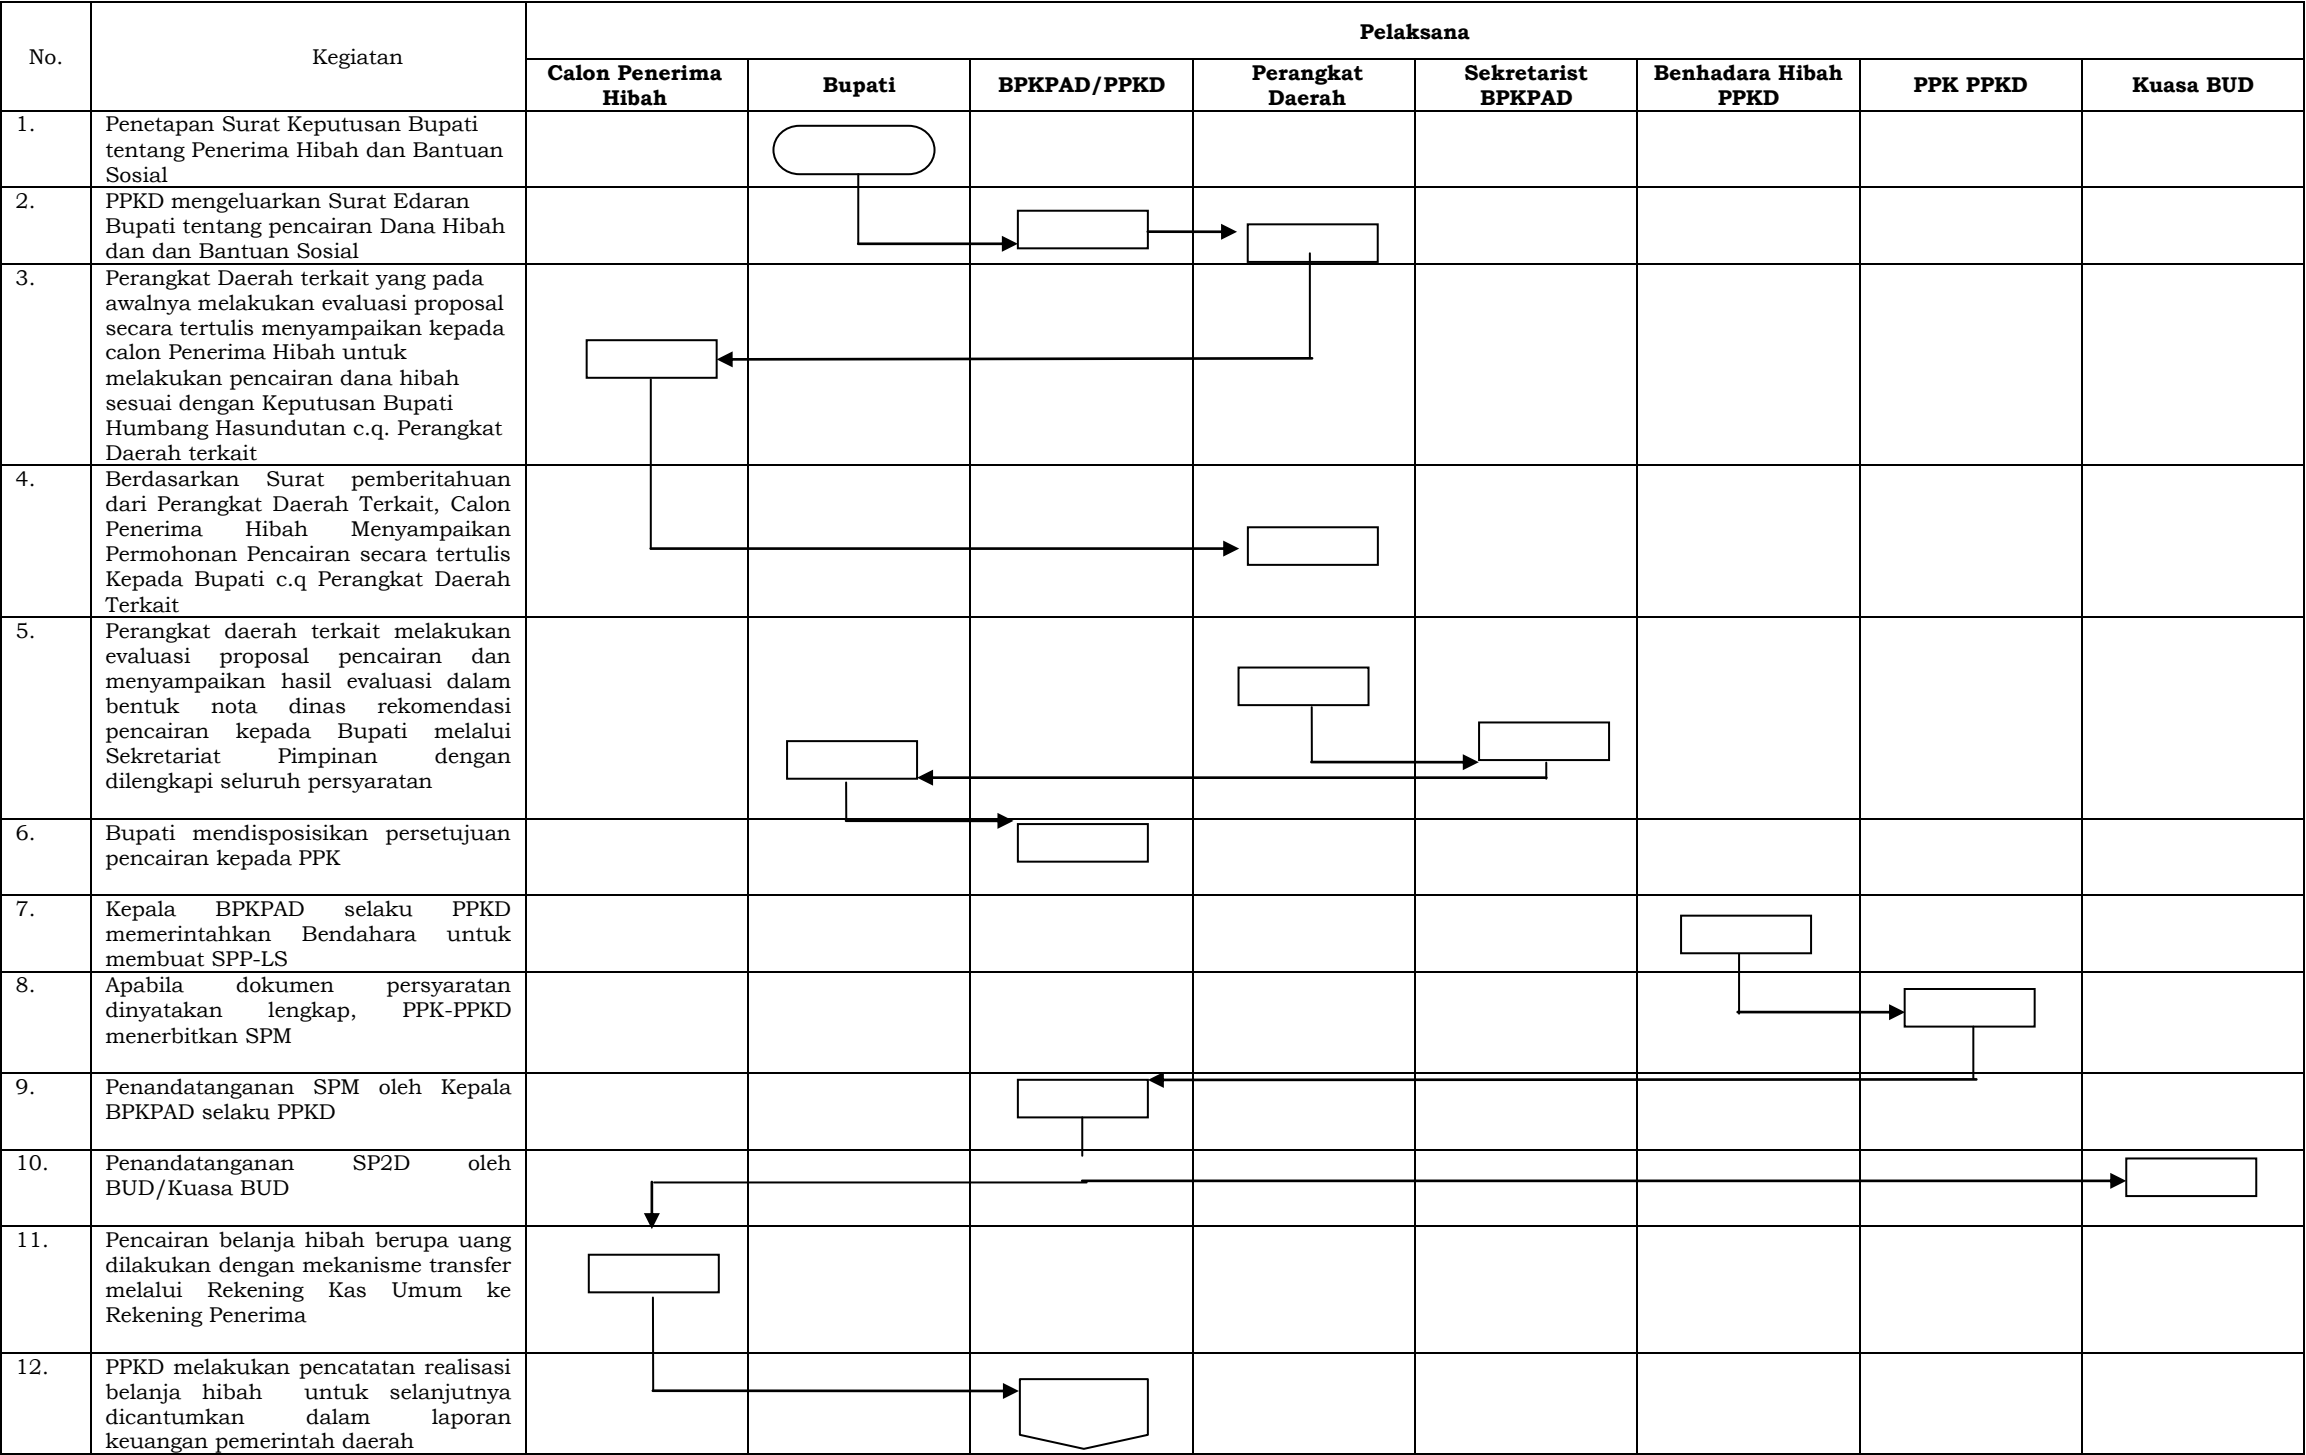 No.
Kegiatan
Pelaksana
Calon Penerima
Hibah
Bupati
BPKPAD/PPKD
Perangkat
Daerah
Sekretarist
BPKPAD
Benhadara Hibah
PPKD
PPK PPKD
Kuasa BUD
1.
Penetapan Surat Keputusan Bupati
tentang Penerima Hibah dan Bantuan
Sosial
2.
PPKD mengeluarkan Surat Edaran
Bupati tentang pencairan Dana Hibah
dan dan Bantuan Sosial
3.
Perangkat Daerah terkait yang pada
awalnya melakukan evaluasi proposal
secara tertulis menyampaikan kepada
calon Penerima Hibah untuk
melakukan pencairan dana hibah
sesuai dengan Keputusan Bupati
Humbang Hasundutan c.q. Perangkat
Daerah terkait
4.
Berdasarkan Surat pemberitahuan
dari Perangkat Daerah Terkait, Calon
Penerima Hibah Menyampaikan
Permohonan Pencairan secara tertulis
Kepada Bupati c.q Perangkat Daerah
Terkait
5.
Perangkat daerah terkait melakukan
evaluasi proposal pencairan dan
menyampaikan hasil evaluasi dalam
bentuk nota dinas rekomendasi
pencairan kepada Bupati melalui
Sekretariat Pimpinan dengan
dilengkapi seluruh persyaratan
6.
Bupati mendisposisikan persetujuan
pencairan kepada PPK
7.
Kepala BPKPAD selaku PPKD
memerintahkan Bendahara untuk
membuat SPP-LS
8.
Apabila dokumen persyaratan
dinyatakan lengkap, PPK-PPKD
menerbitkan SPM
9.
Penandatanganan SPM oleh Kepala
BPKPAD selaku PPKD
10.
Penandatanganan SP2D oleh
BUD/Kuasa BUD
11.
Pencairan belanja hibah berupa uang
dilakukan dengan mekanisme transfer
melalui Rekening Kas Umum ke
Rekening Penerima
12.
PPKD melakukan pencatatan realisasi
belanja hibah untuk selanjutnya
dicantumkan dalam laporan
keuangan pemerintah daerah